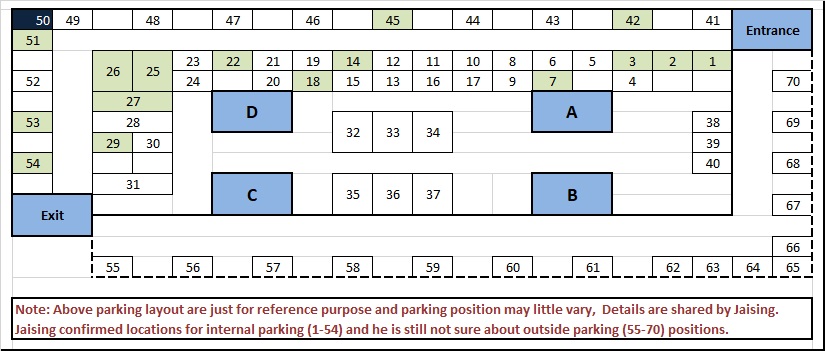 50 49 48 47 46 45 44 43 42 41 Entrance
51
26 25 23 22 21 19 14 12 11 10 8 6 5 3 2 1
52 24 20 18 15 13 16 17 9 7 4 70
27 D A
53 28 32 33 34 38 69
29 30 39
54 40 68
31 C 35 36 37 B
Exit 67
66
55 56 57 58 59 60 61 62 63 64 65
Note: Above parking layout are just for reference purpose and parking position may little vary, Details are shared by Jaising.
Jaising confirmed locations for internal parking (1-54) and he is still not sure about outside parking (55-70) positions.